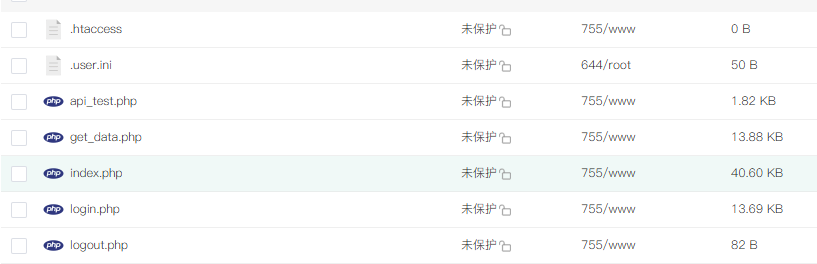 .htaccess 未保护 755/www 0 B
.user.ini 未保护 644/root 50 B
php api_test.php 未保护 755/www 1.82 KB
php get_data.php 未保护 755/www 13.88 KB
php index.php 未保护 755/www 40.60 KB
php login.php 未保护 755/www 13.69 KB
php logout.php 未保护 755/www 82 B